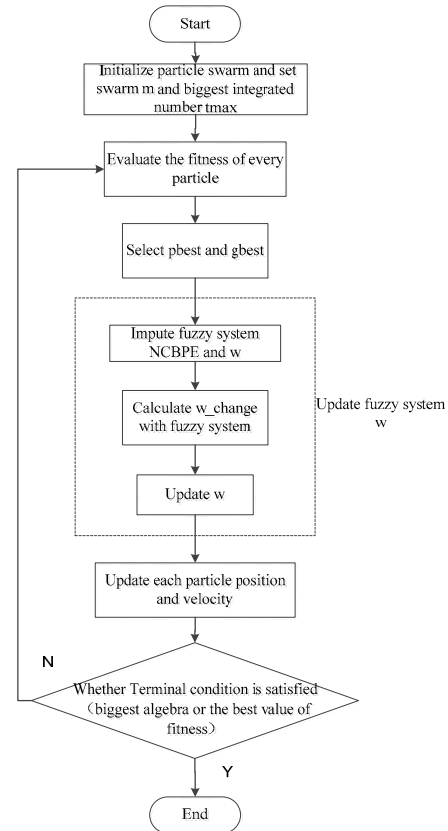 Start
Initialize particle swarm and set
swarm m and biggest integrated
number tmax
Evaluate the fitness of every
particle
Select pbest and gbest
Impute fuzzy system
NCBPE and w
Calculate w_change
with fuzzy system
Update fuzzy system
w
Update w
Update each particle position
and velocity
N
Whether Terminal condition is satisfied
（biggest algebra or the best value of
fitness）
Y
End